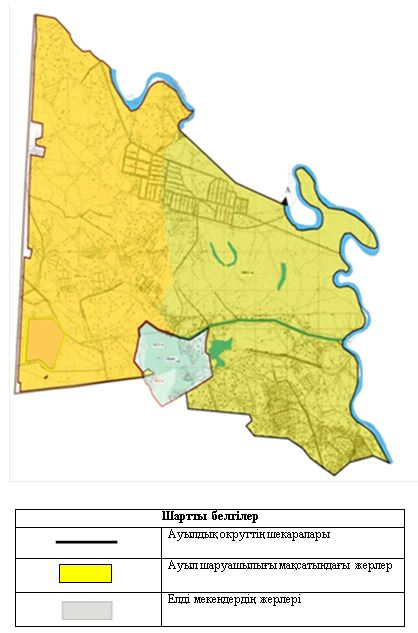 А
Шартты белгілер
Ауылдық округтің шекаралары
Ауыл шаруашылығы мақсатындағы жерлер
Елді мекендердің жерлері